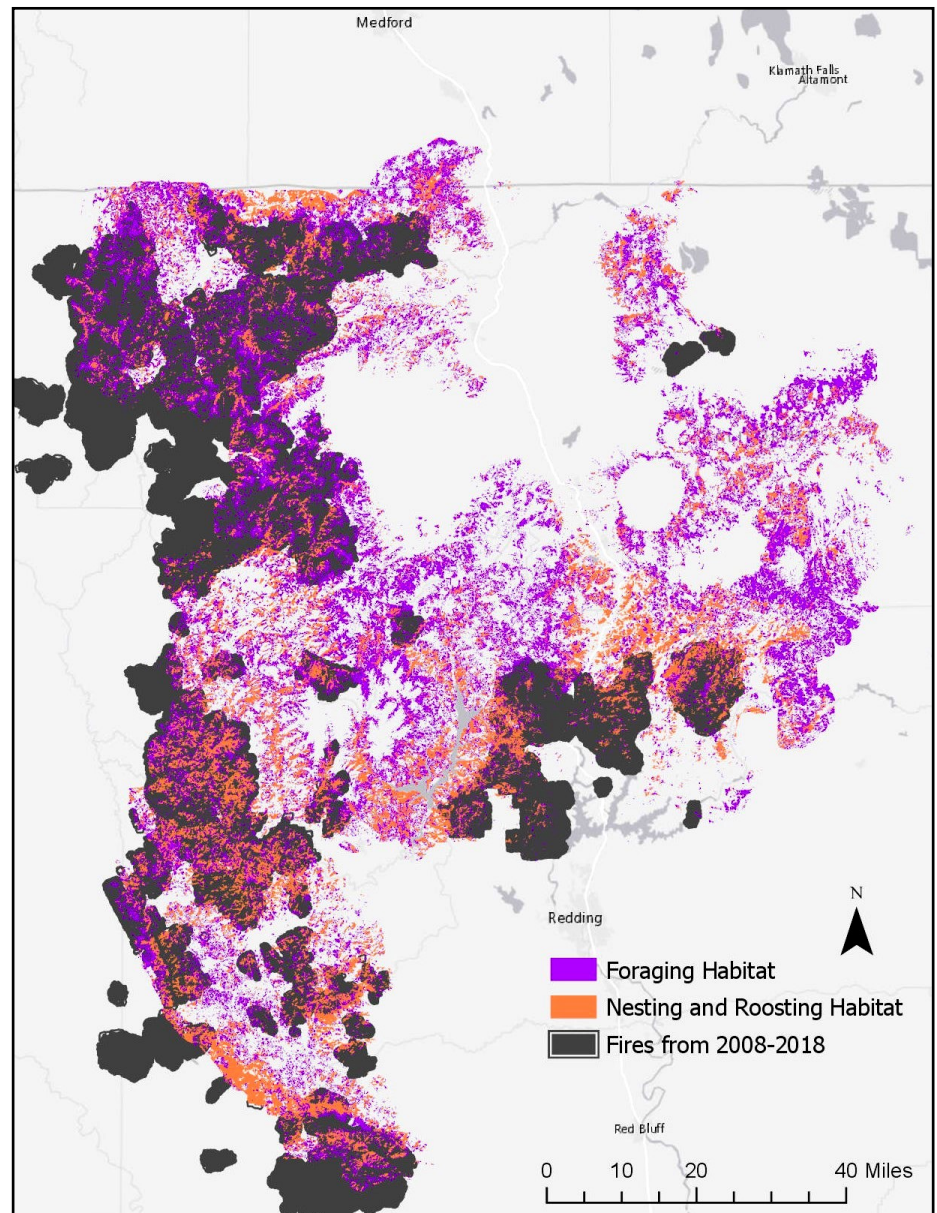 Medford
Klamath Falls
Altamont
N
Redding
Foraging Habitat
Nesting and Roosting Habitat
Fires from 2008-2018
Red Bluff
0 10 20 40 Miles